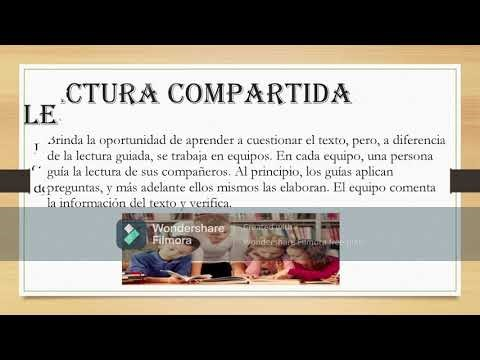 LECTURA COMPARTIDA
Brinda la oportunidad de aprender a cuestionar el texto, pero, a diferencia
de la lectura guiada, se trabaja en equipos. En cada equipo, una persona
guía la lectura de sus compañeros. Al principio, los guías aplican
preguntas, y más adelante ellos mismos las elaboran. El equipo comenta
la información del texto y verifica.
Wondershare
Filmora
Created with
Wondershare Filmora free plan